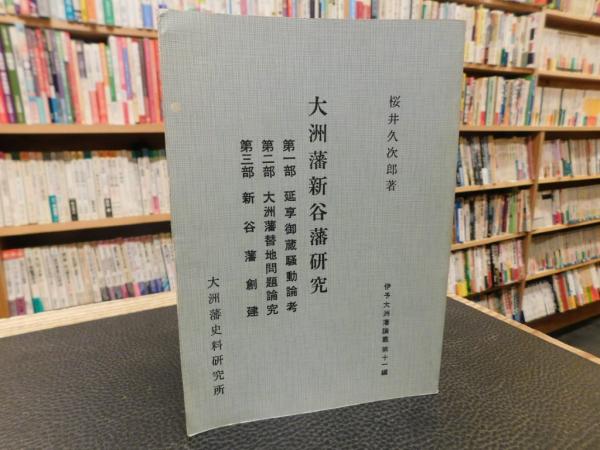 桜井久次郎著
伊予大洲藩論叢 第十一編
大洲藩新谷藩研究
第一部 延享御蔵騒動論考
第二部 大洲藩替地問題論究
第三部 新谷藩創建
大洲藩史料研究所